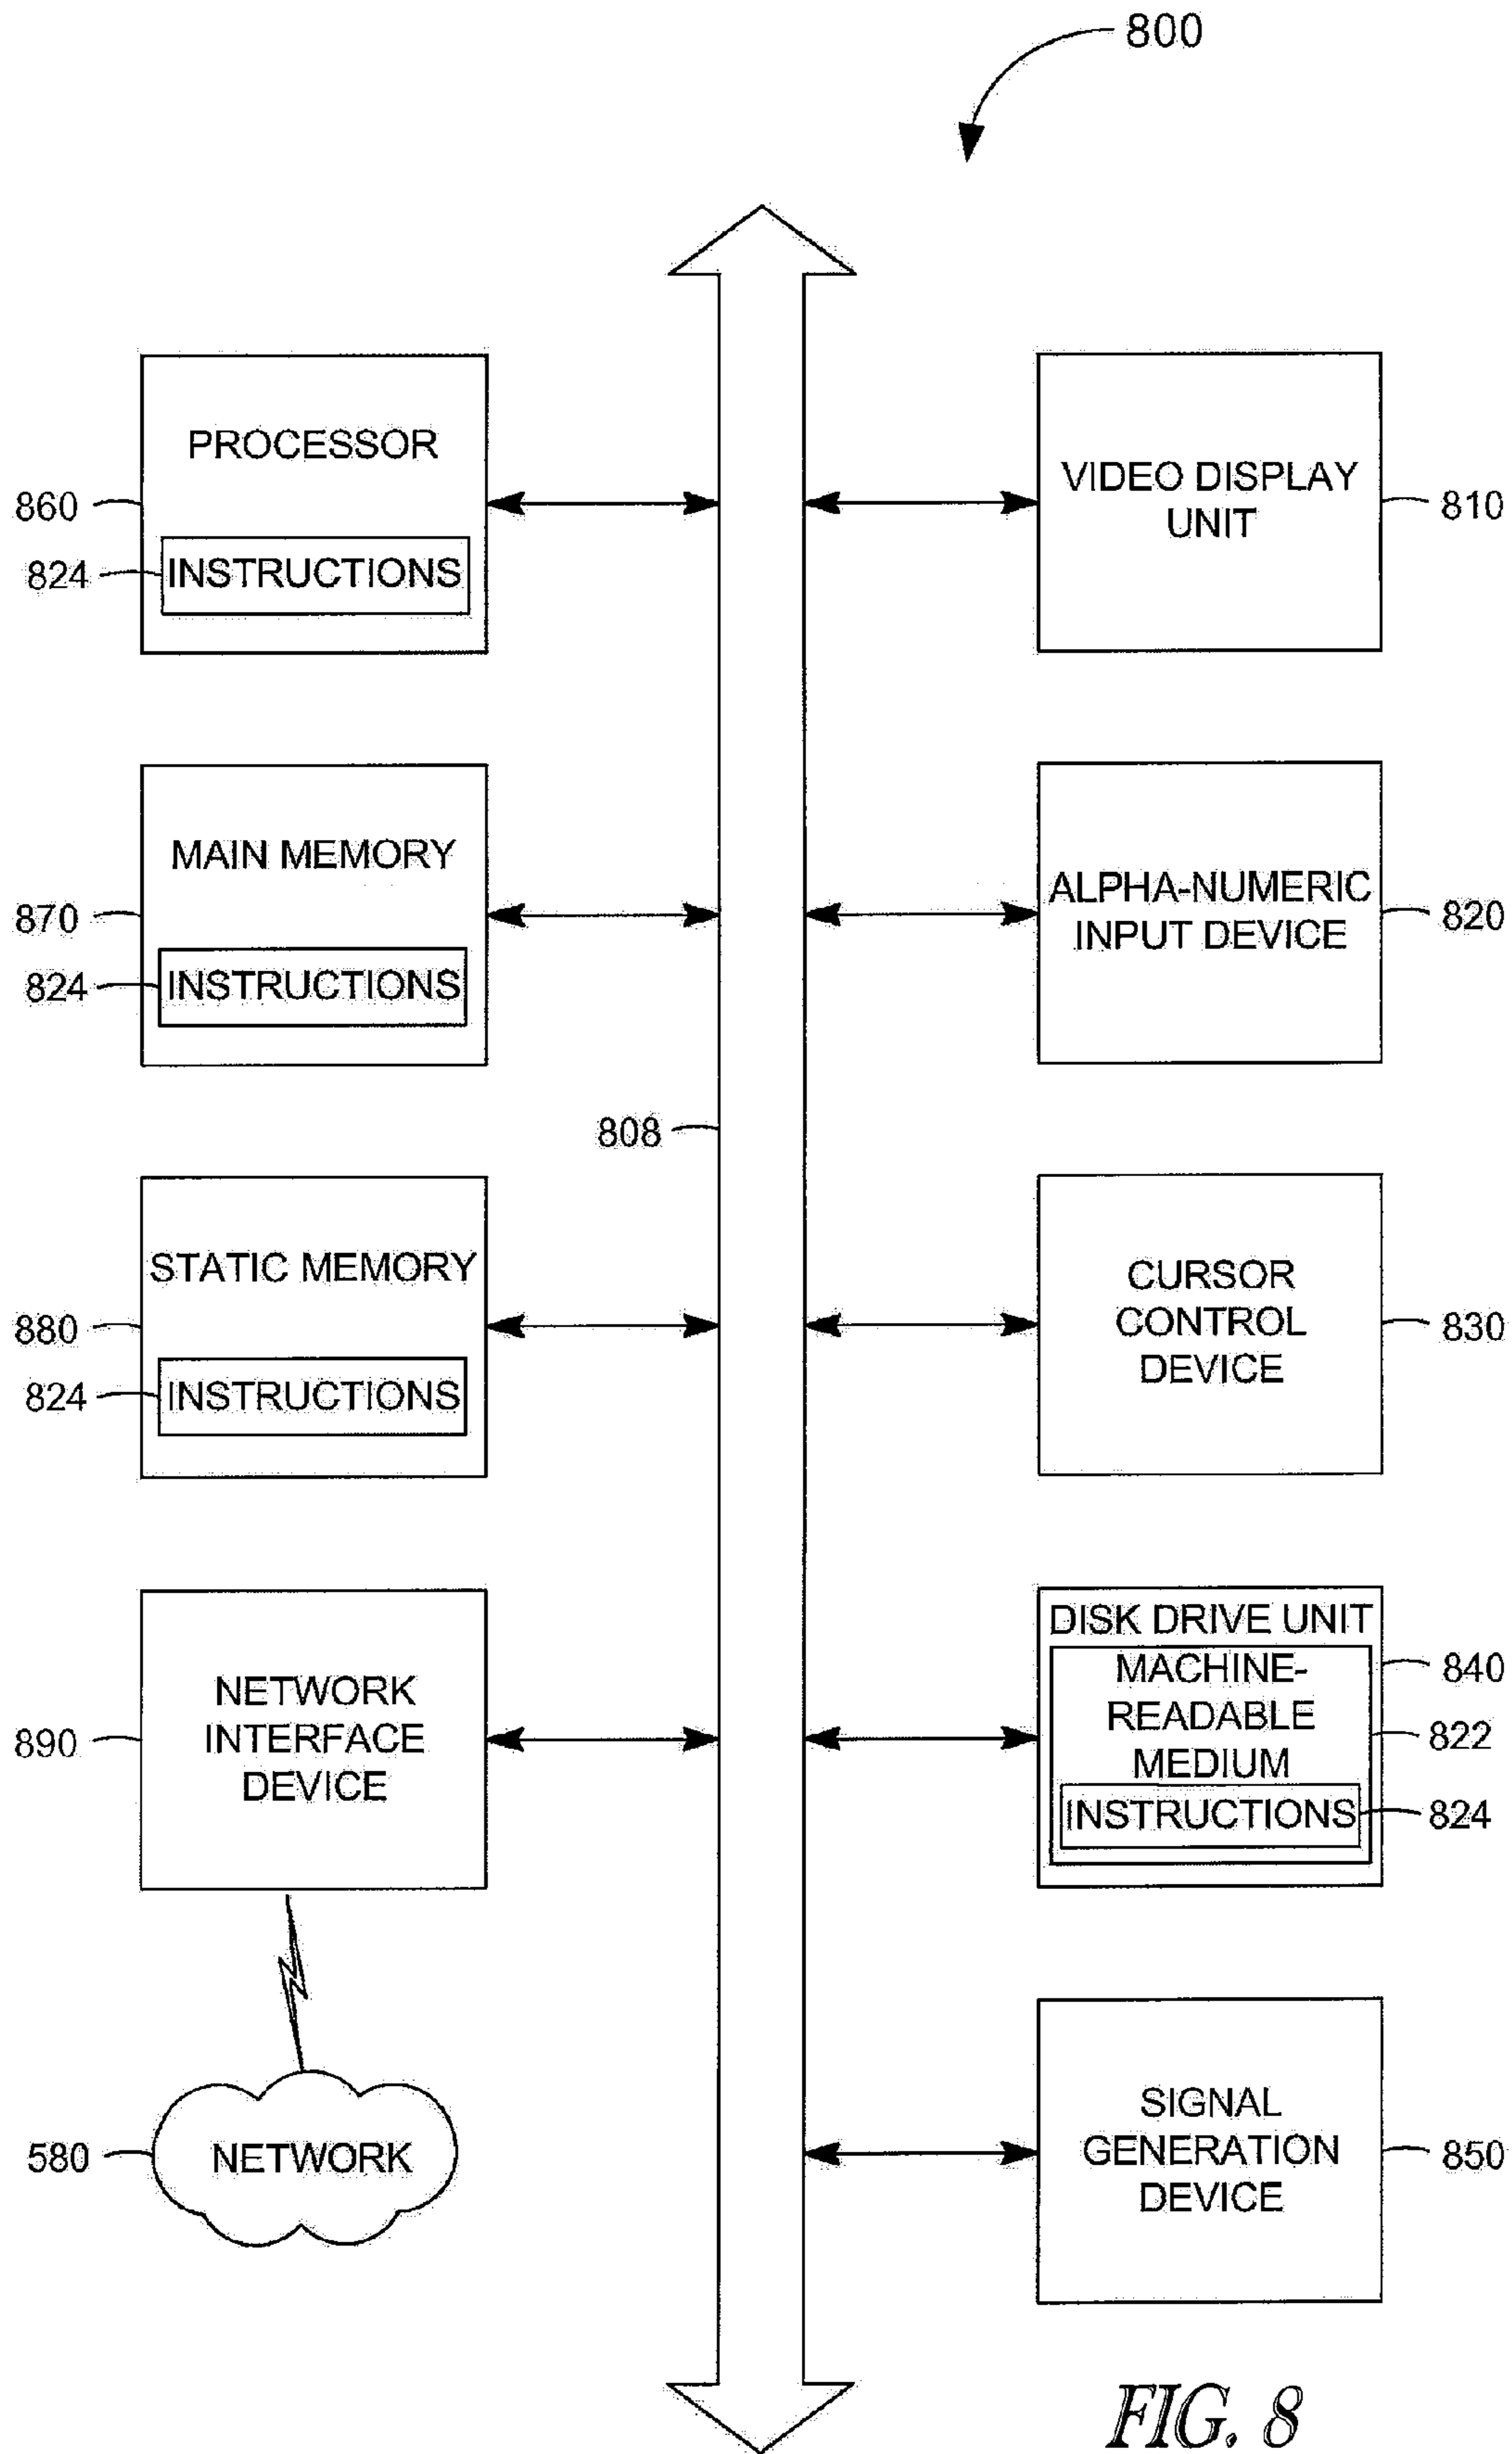 800
PROCESSOR
860
824
INSTRUCTIONS
VIDEO DISPLAY
UNIT
810
MAIN MEMORY
870
824
INSTRUCTIONS
ALPHA-NUMERIC
INPUT DEVICE
820
808
STATIC MEMORY
880
824
INSTRUCTIONS
CURSOR
CONTROL
DEVICE
830
NETWORK
INTERFACE
DEVICE
890
DISK DRIVE UNIT
840
MACHINE-
READABLE
MEDIUM
822
INSTRUCTIONS
824
580
NETWORK
SIGNAL
GENERATION
DEVICE
850
FIG. 8